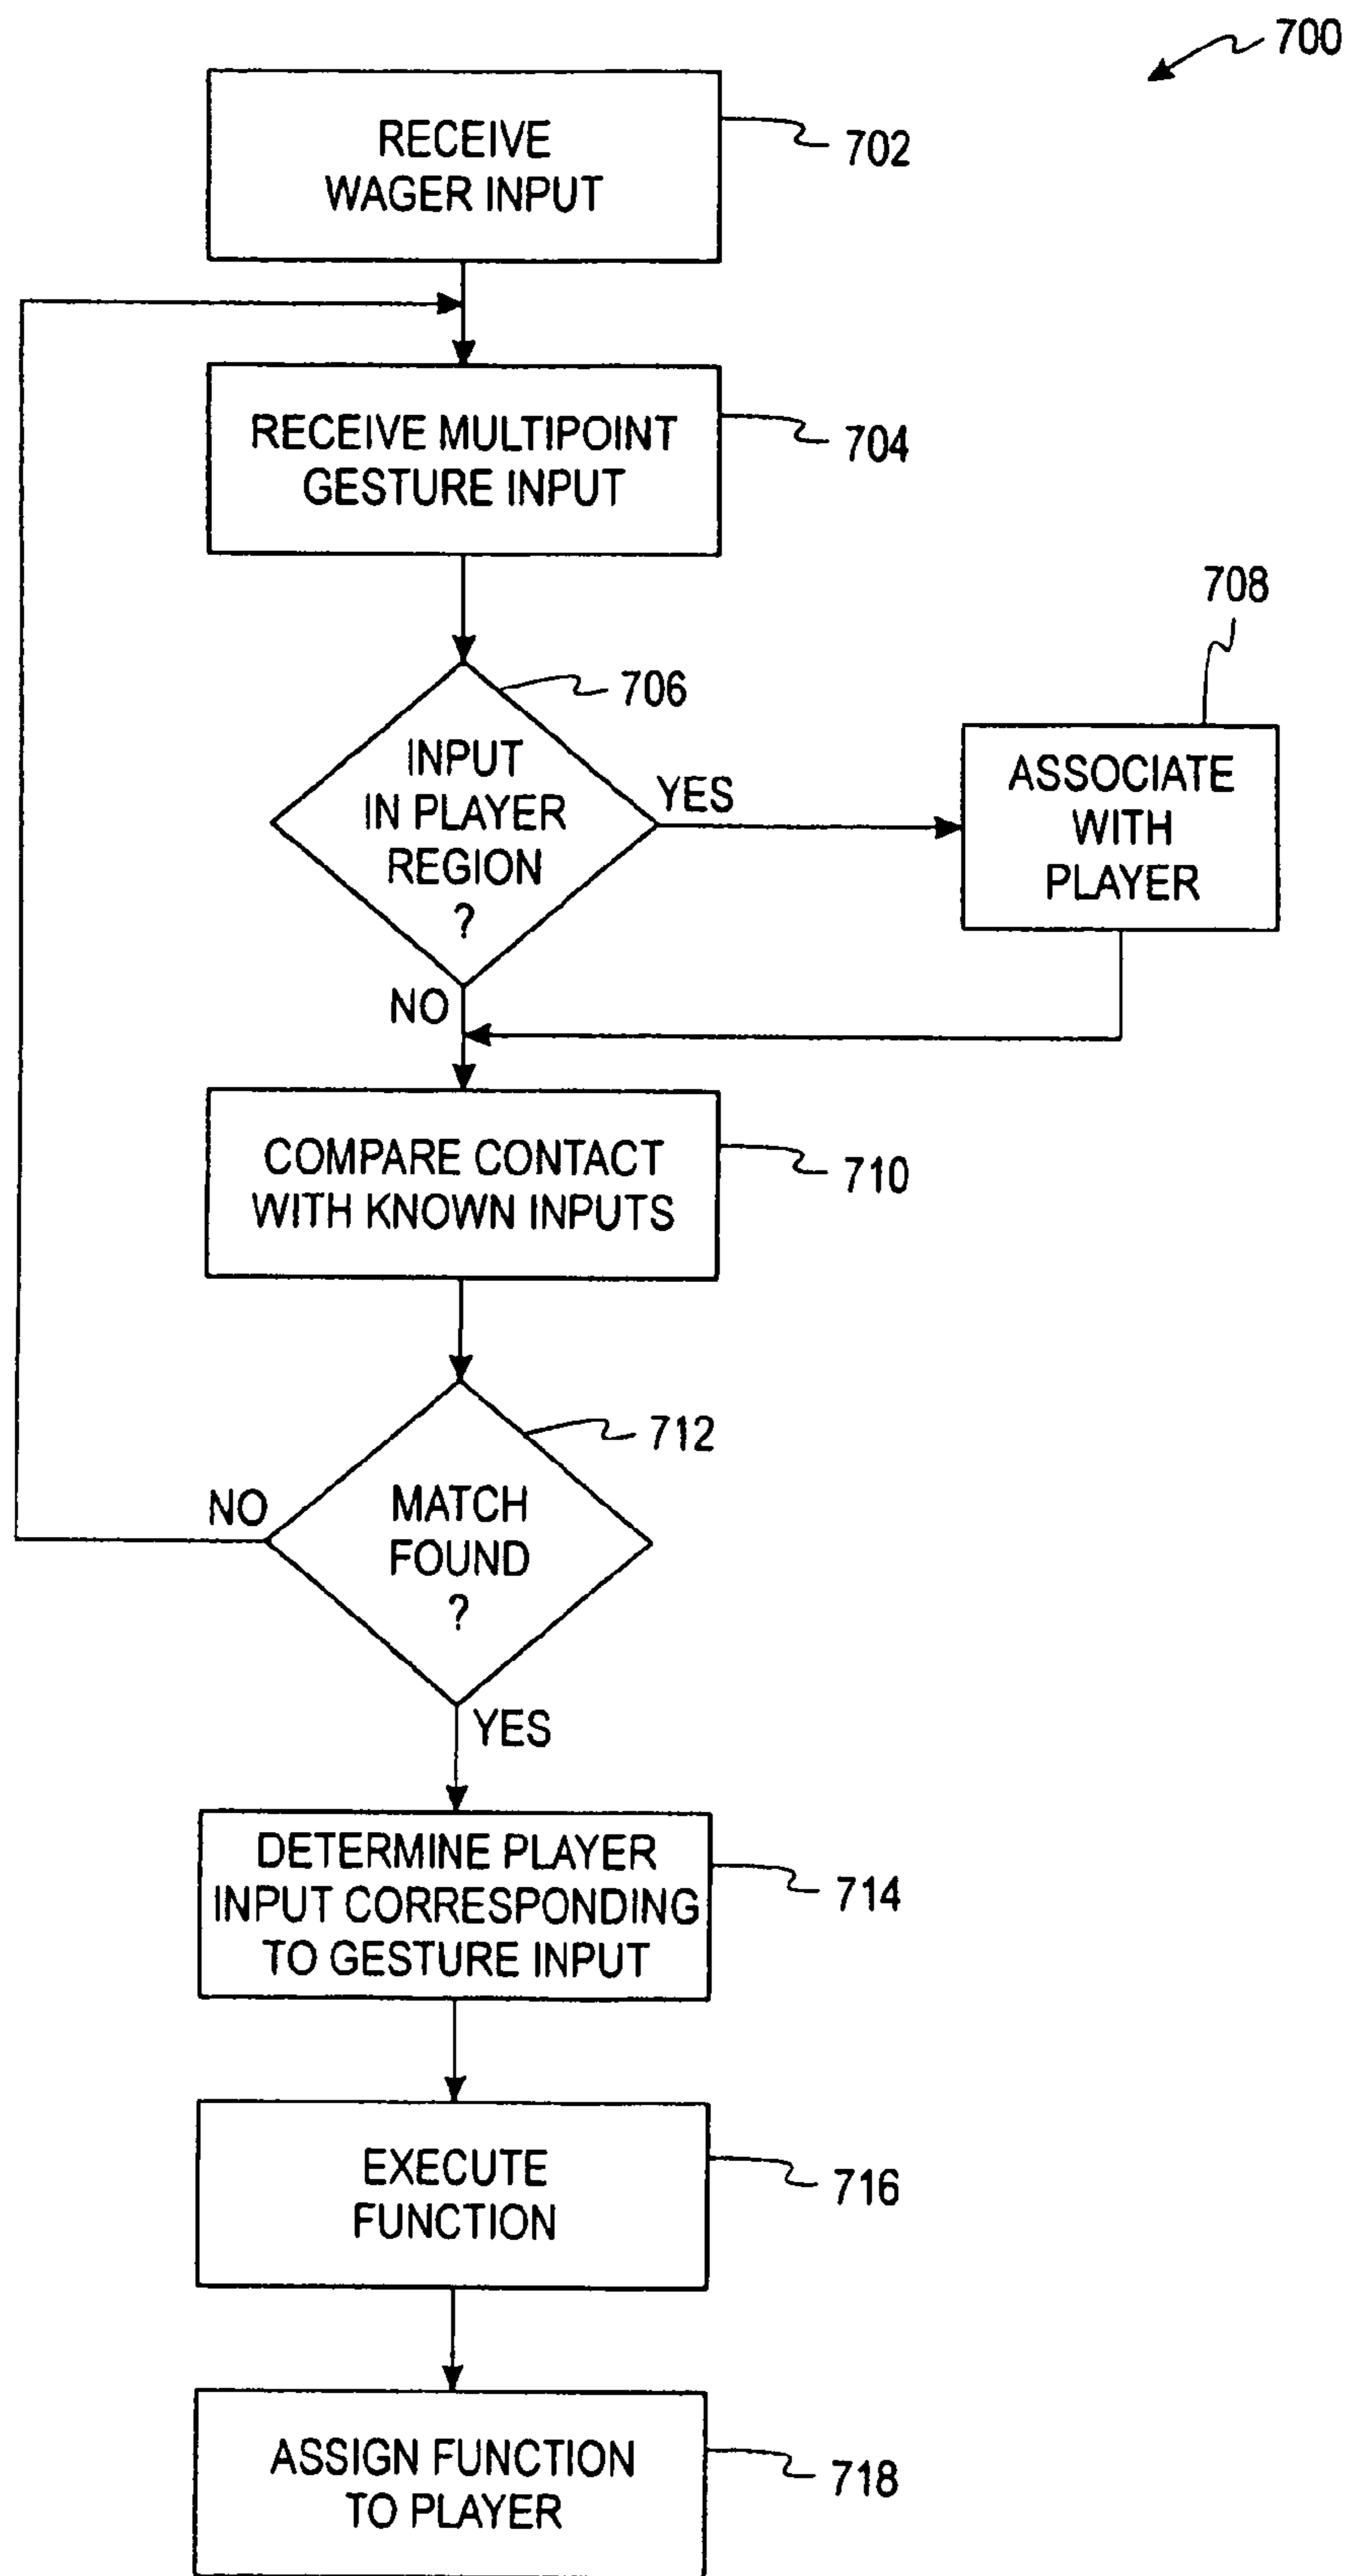 700
RECEIVE
WAGER INPUT
702
RECEIVE MULTIPOINT
GESTURE INPUT
704
708
706
INPUT
IN PLAYER
REGION
?
YES
ASSOCIATE
WITH
PLAYER
NO
COMPARE CONTACT
WITH KNOWN INPUTS
710
712
NO
MATCH
FOUND
?
YES
DETERMINE PLAYER
INPUT CORRESPONDING
TO GESTURE INPUT
714
EXECUTE
FUNCTION
716
ASSIGN FUNCTION
TO PLAYER
718